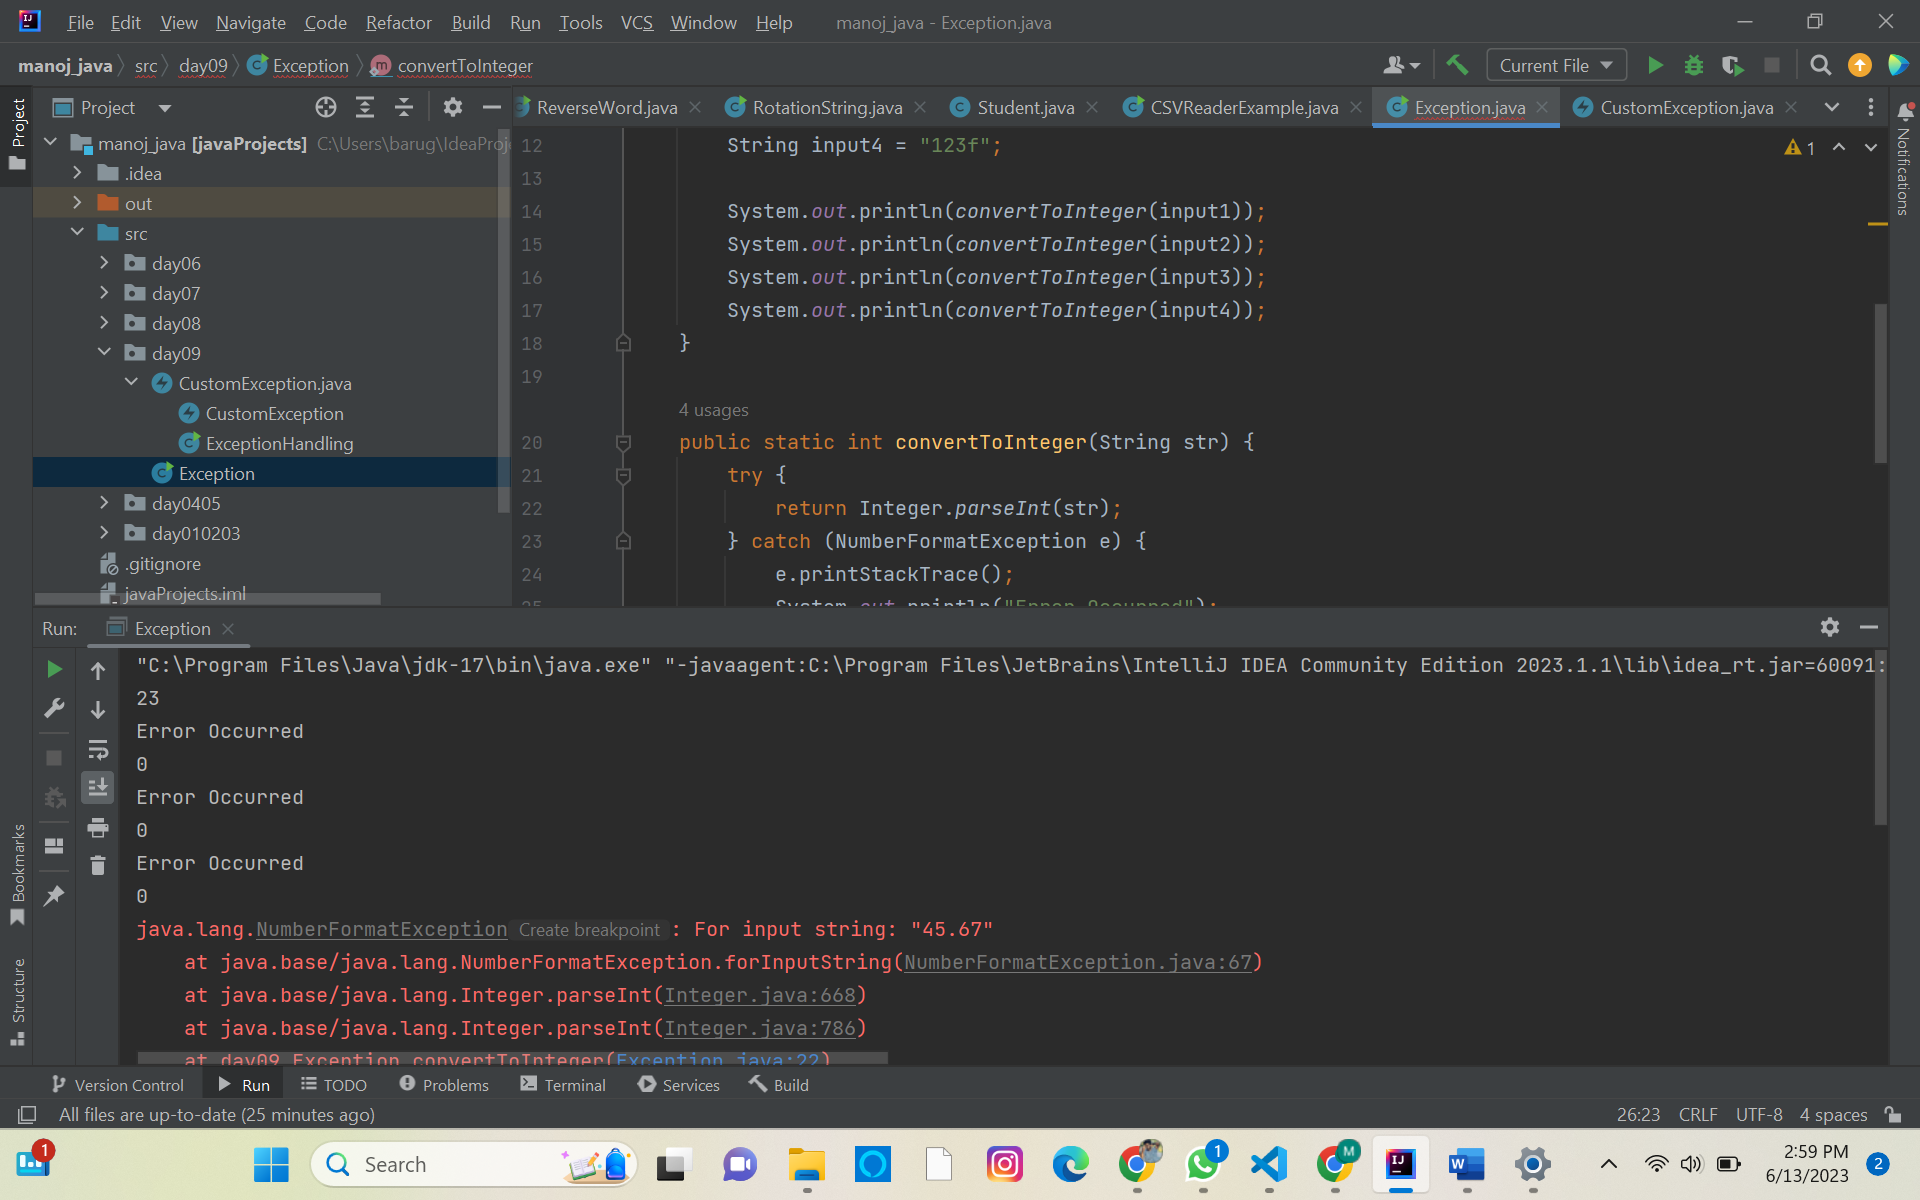 File Edit View Navigate Code Refactor Build Run Tools VCS Window Help manoj_java - Exception.java
manoj_java src day09 Exception convertToInteger Current File
Project
Project
ReverseWord.java RotationString.java Student.java CSVReaderExample.java Exception.java CustomException.java
Notifications
manoj_java [javaProjects] C:\Users\barug\IdeaProj
.idea
out
src
day06
day07
day08
day09
CustomException.java
CustomException
ExceptionHandling
Exception
day0405
day010203
.gitignore
javaProjects.iml
1
12 String input4 = "123f";
13
14 System.out.println(convertToInteger(input1));
15 System.out.println(convertToInteger(input2));
16 System.out.println(convertToInteger(input3));
17 System.out.println(convertToInteger(input4));
18 }
19
4 usages
20 public static int convertToInteger(String str) {
21 try {
22 return Integer.parseInt(str);
23 } catch (NumberFormatException e) {
24 e.printStackTrace();
25 System.out.println("Error Occurred");
Run: Exception
"C:\Program Files\Java\jdk-17\bin\java.exe" "-javaagent:C:\Program Files\JetBrains\IntelliJ IDEA Community Edition 2023.1.1\lib\idea_rt.jar=60091:
23
Error Occurred
0
Error Occurred
0
Error Occurred
0
java.lang.NumberFormatException Create breakpoint : For input string: "45.67"
at java.base/java.lang.NumberFormatException.forInputString(NumberFormatException.java:67)
at java.base/java.lang.Integer.parseInt(Integer.java:668)
at java.base/java.lang.Integer.parseInt(Integer.java:786)
at day09.Exception.convertToInteger(Exception.java:22)
Bookmarks
Structure
Version Control Run TODO Problems Terminal Services Build
All files are up-to-date (25 minutes ago) 26:23 CRLF UTF-8 4 spaces
1 Search 1 M 2:59 PM
6/13/2023 2